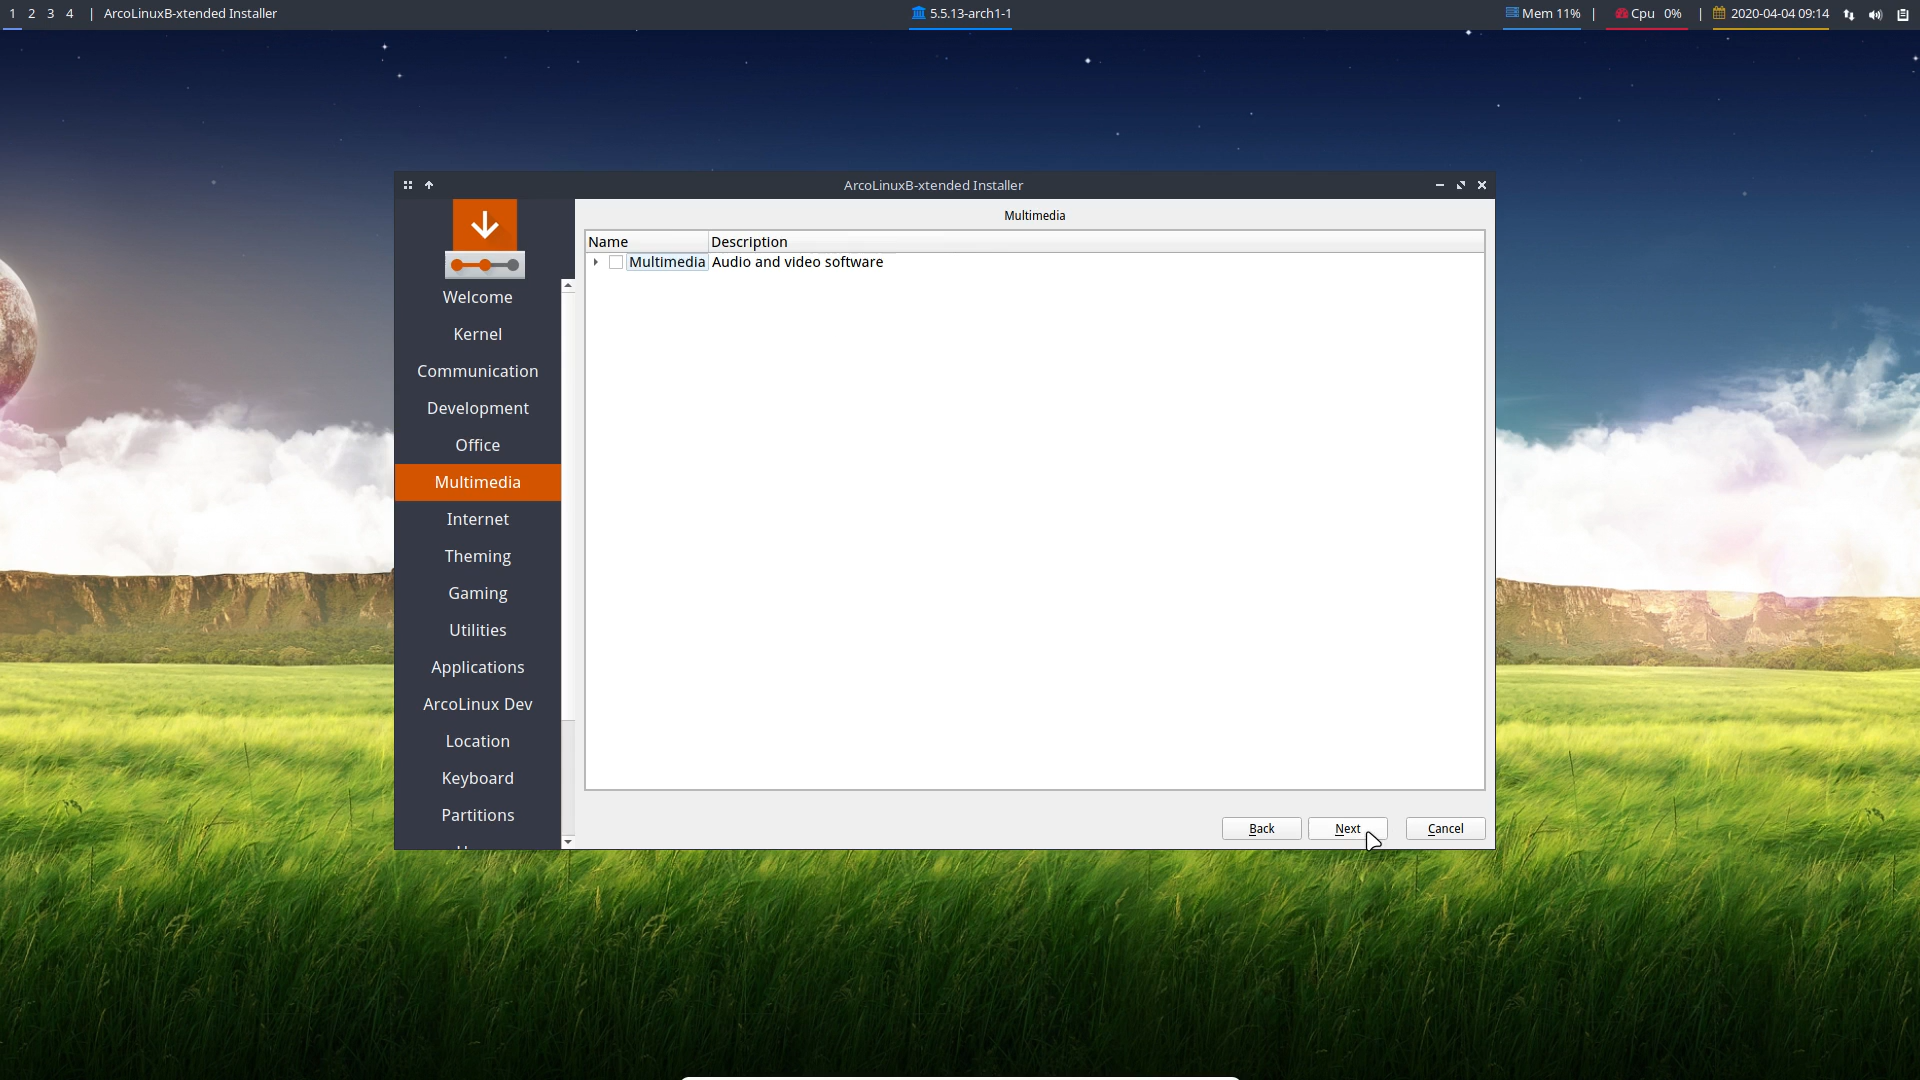 1 2 3 4 | ArcoLinuxB-xtended Installer
5.5.13-arch1-1
Mem 11% | Cpu 0% | 2020-04-04 09:14
ArcoLinuxB-xtended Installer
Welcome
Kernel
Communication
Development
Office
Multimedia
Internet
Theming
Gaming
Utilities
Applications
ArcoLinux Dev
Location
Keyboard
Partitions
Multimedia
Name Description
Multimedia Audio and video software
Back Next Cancel